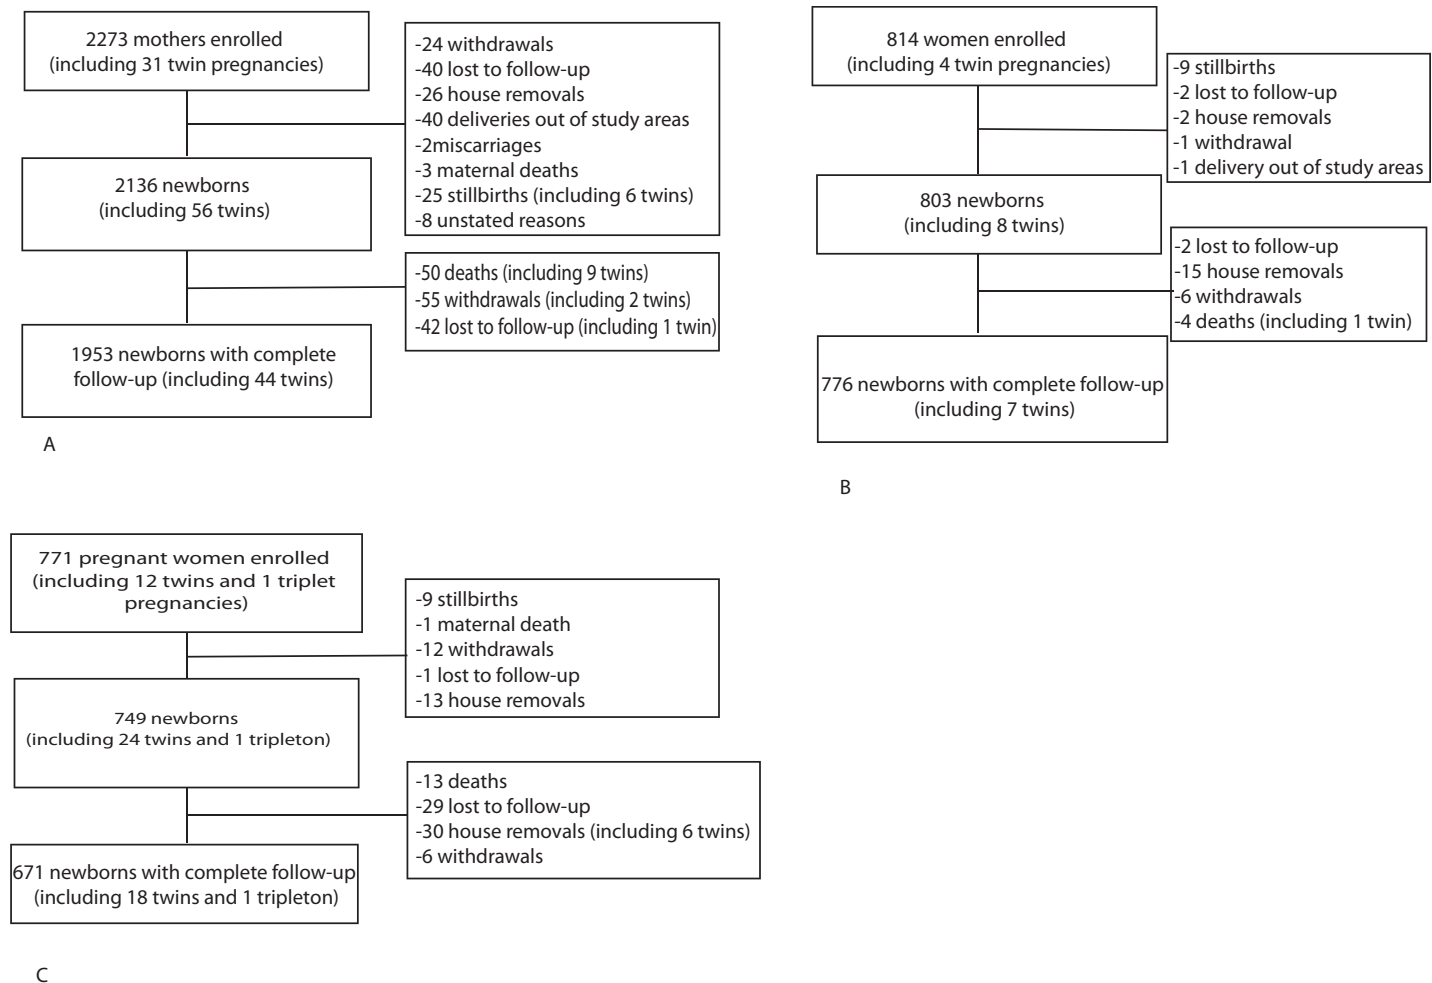 2273 mothers enrolled
(including 31 twin pregnancies)
-24 withdrawals
-40 lost to follow-up
-26 house removals
-40 deliveries out of study areas
-2miscarriages
-3 maternal deaths
-25 stillbirths (including 6 twins)
-8 unstated reasons
2136 newborns
(including 56 twins)
-50 deaths (including 9 twins)
-55 withdrawals (including 2 twins)
-42 lost to follow-up (including 1 twin)
1953 newborns with complete
follow-up (including 44 twins)
A
814 women enrolled
(including 4 twin pregnancies)
-9 stillbirths
-2 lost to follow-up
-2 house removals
-1 withdrawal
-1 delivery out of study areas
803 newborns
(including 8 twins)
-2 lost to follow-up
-15 house removals
-6 withdrawals
-4 deaths (including 1 twin)
776 newborns with complete follow-up
(including 7 twins)
B
771 pregnant women enrolled
(including 12 twins and 1 triplet
pregnancies)
-9 stillbirths
-1 maternal death
-12 withdrawals
-1 lost to follow-up
-13 house removals
749 newborns
(including 24 twins and 1 tripleton)
-13 deaths
-29 lost to follow-up
-30 house removals (including 6 twins)
-6 withdrawals
671 newborns with complete follow-up
(including 18 twins and 1 tripleton)
C